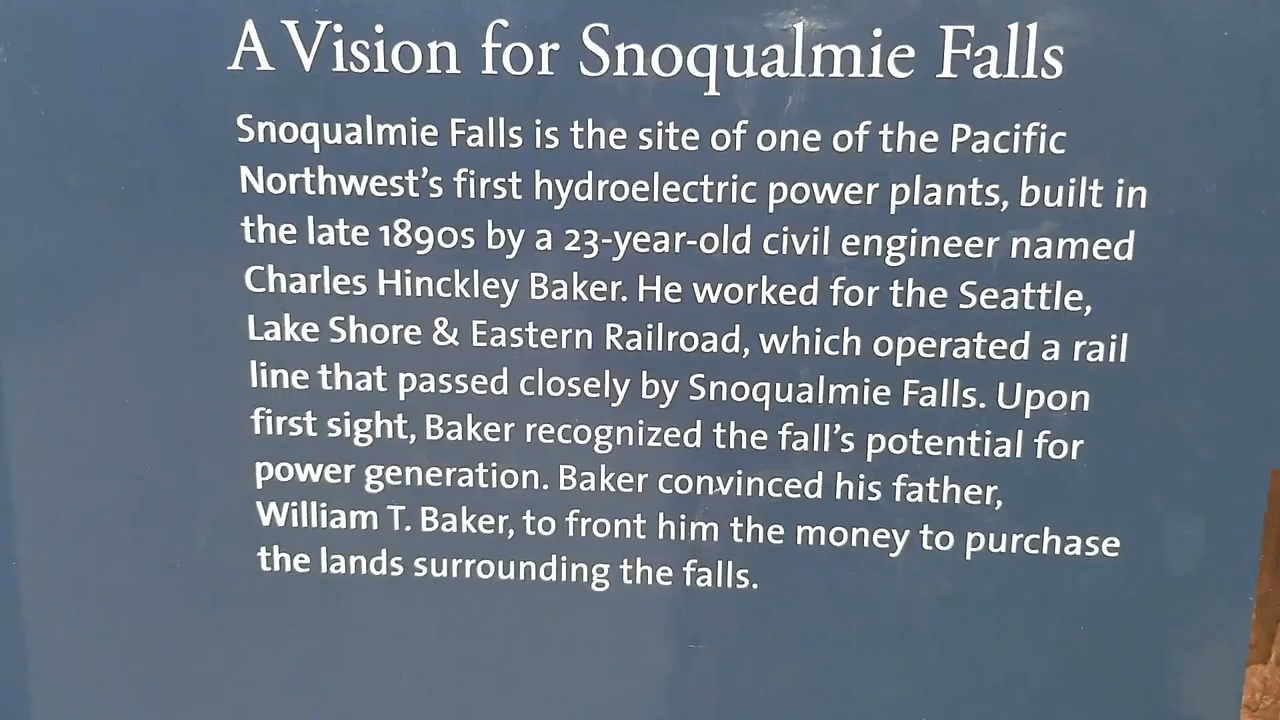 A Vision for Snoqualmie Falls
Snoqualmie Falls is the site of one of the Pacific
Northwest's first hydroelectric power plants, built in
the late 1890s by a 23-year-old civil engineer named
Charles Hinckley Baker. He worked for the Seattle,
Lake Shore & Eastern Railroad, which operated a rail
line that passed closely by Snoqualmie Falls. Upon
first sight, Baker recognized the fall's potential for
power generation. Baker convinced his father,
William T. Baker, to front him the money to purchase
the lands surrounding the falls.